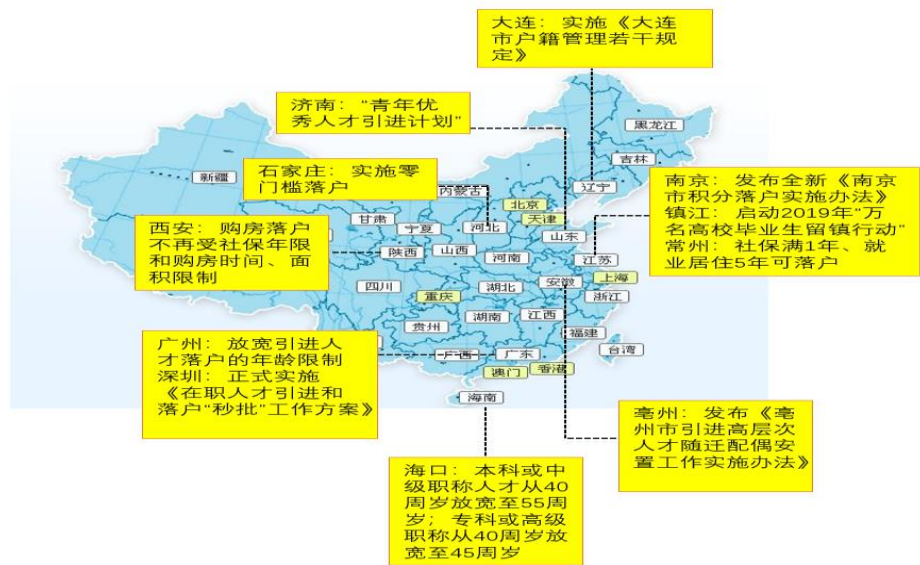 大连：实施《大连
市户籍管理若干规
定》
济南：“青年优
秀人才引进计划”
黑龙江
吉林
石家庄：实施零
门槛落户
新疆
内蒙古
辽宁
北京
天津
南京：发布全新《南京
市积分落户实施办法》
镇江：启动2019年“万
名高校毕业生留镇行动”
常州：社保满1年、就
业居住5年可落户
西安：购房落户
不再受社保年限
和购房时间、面
积限制
甘肃
宁夏
河北
山东
陕西
山西
河南
江苏
四川
重庆
湖北
安徽
上海
浙江
贵州
湖南
江西
福建
台湾
广州：放宽引进人
才落户的年龄限制
深圳：正式实施
《在职人才引进和
落户“秒批”工作方案》
广西
广东
澳门
香港
海南
亳州：发布《亳
州市引进高层次
人才随迁配偶安
置工作实施办法》
海口：本科或中
级职称人才从40
周岁放宽至55周
岁；专科或高级
职称从40周岁放
宽至45周岁